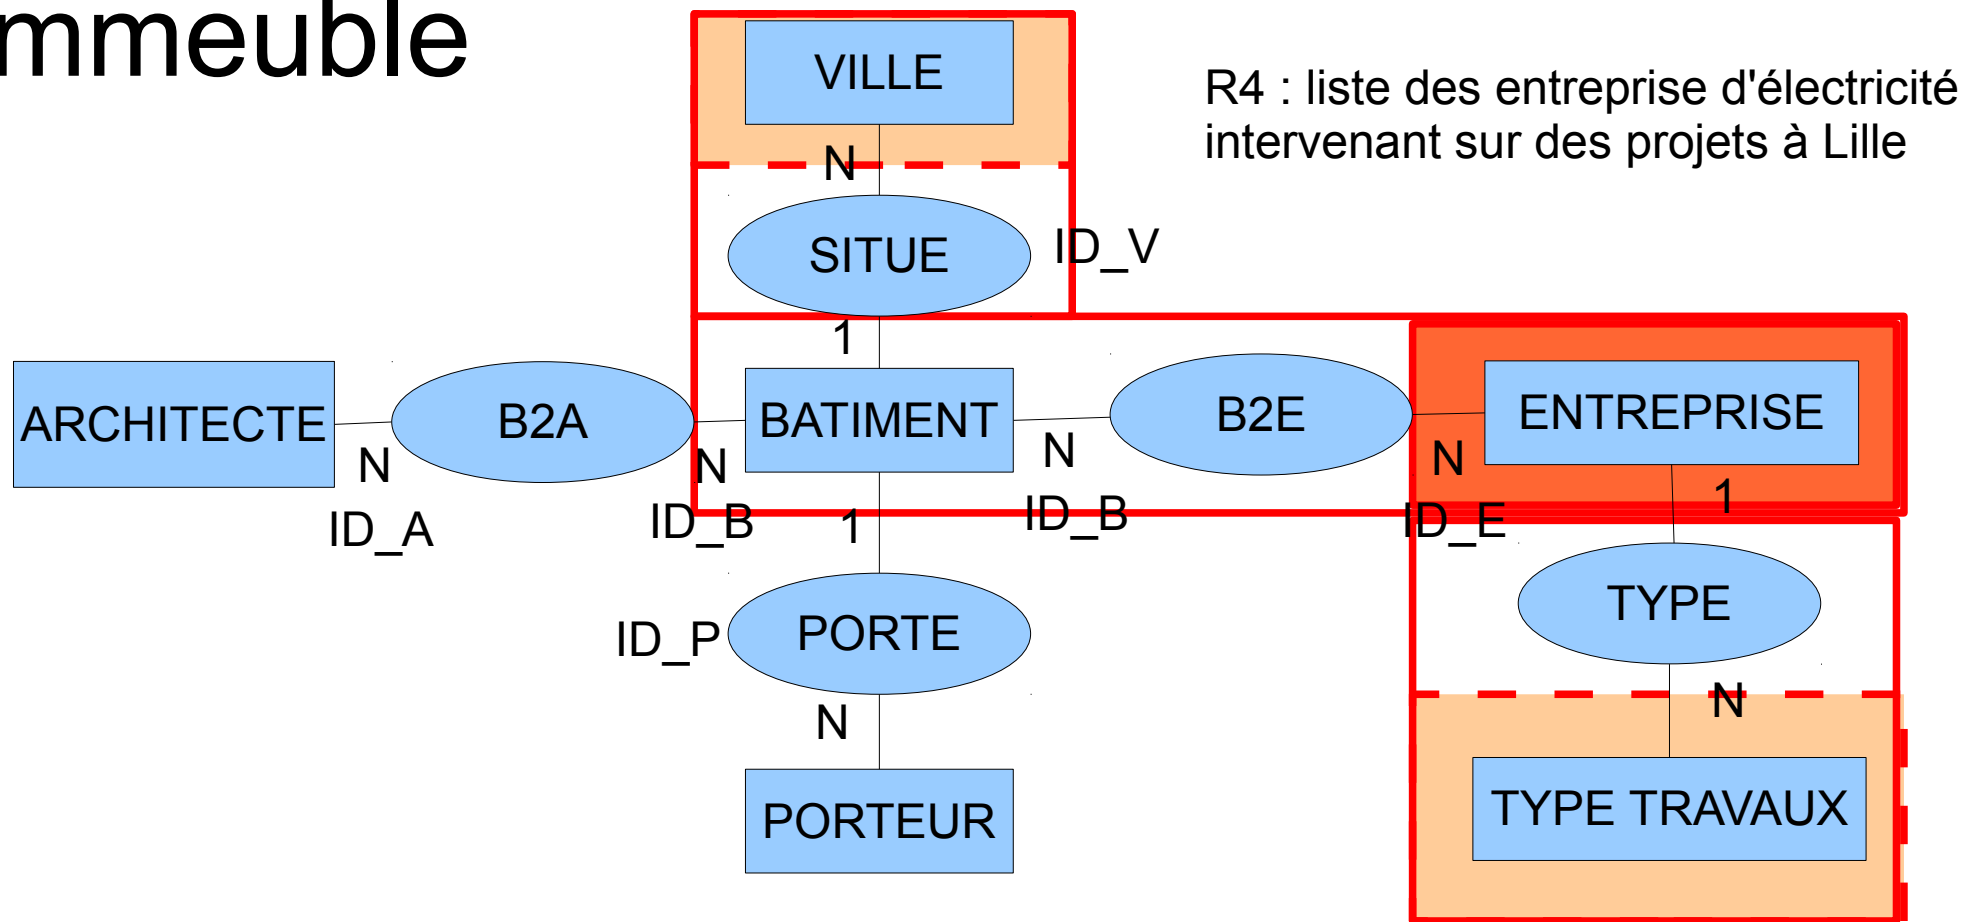 mmeuble
VILLE
R4 : liste des entreprise d'électricité
intervenant sur des projets à Lille
N
SITUE
ID_V
1
ARCHITECTE
B2A
BATIMENT
B2E
ENTREPRISE
N
N
N
N
ID_A
ID_B
1
ID_B
ID_E
1
TYPE
ID_P
PORTE
N
N
PORTEUR
TYPE TRAVAUX